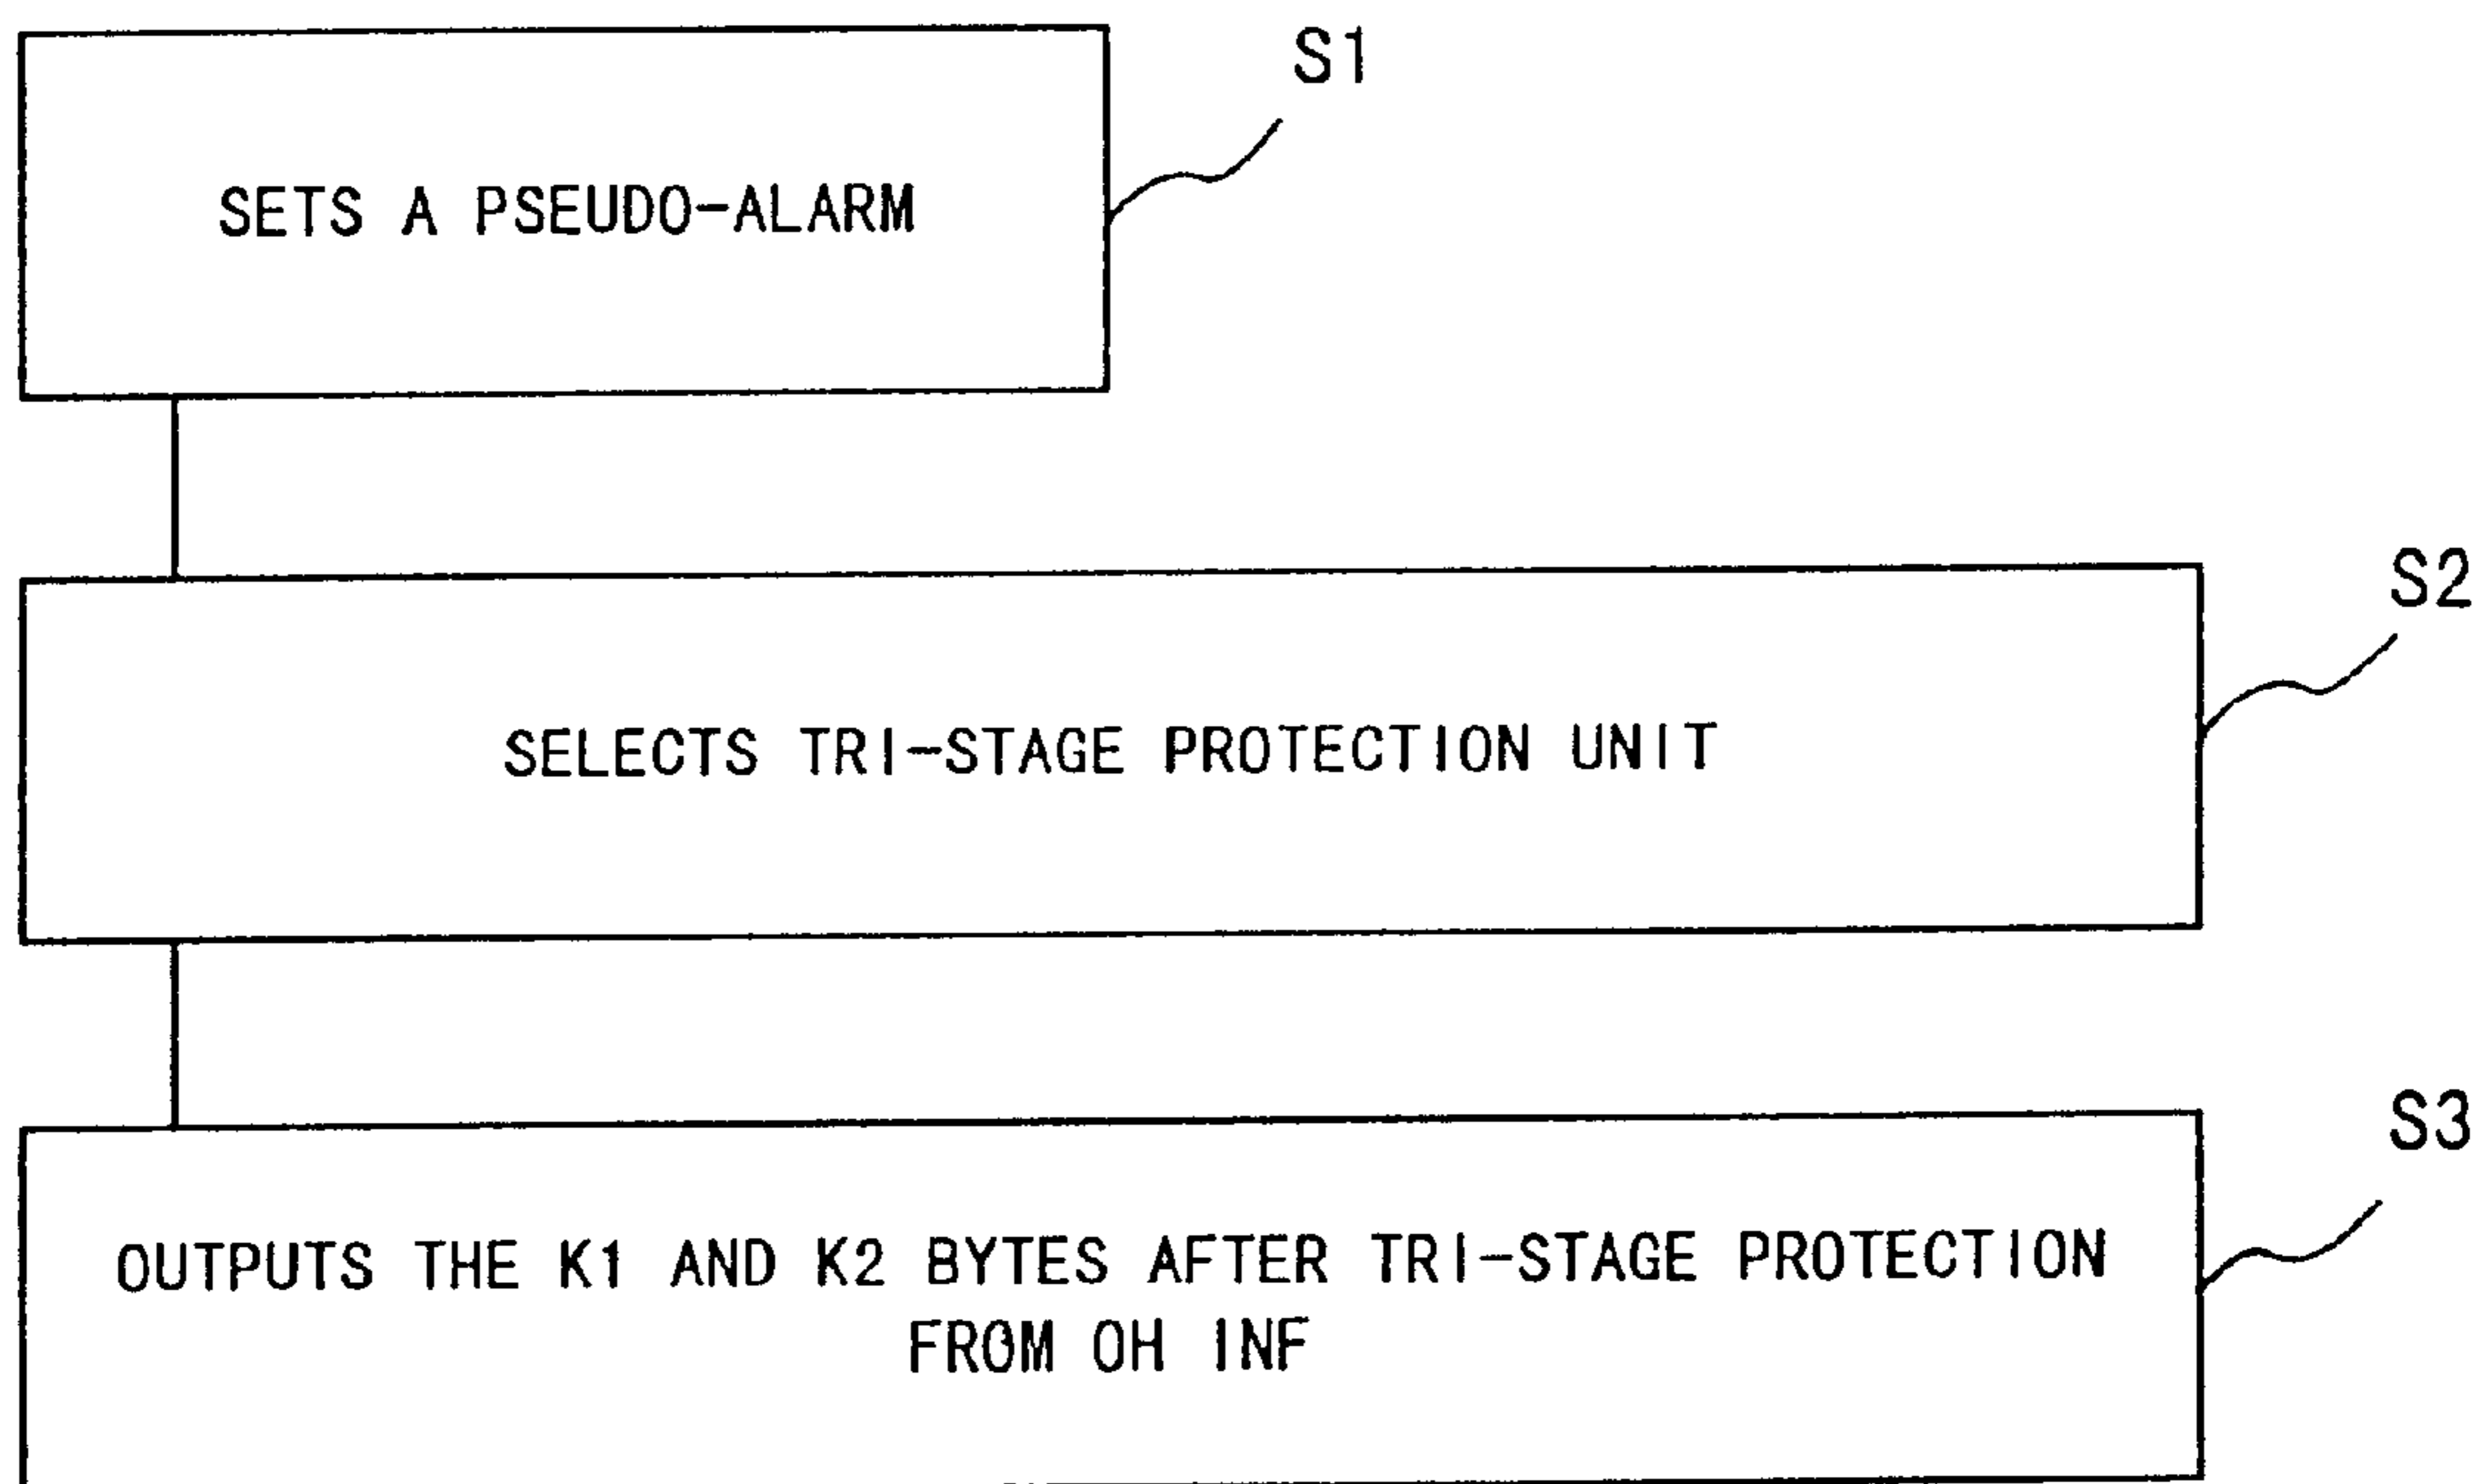 S1
SETS A PSEUDO-ALARM
S2
SELECTS TRI-STAGE PROTECTION UNIT
S3
OUTPUTS THE K1 AND K2 BYTES AFTER TRI-STAGE PROTECTION
FROM OH INF